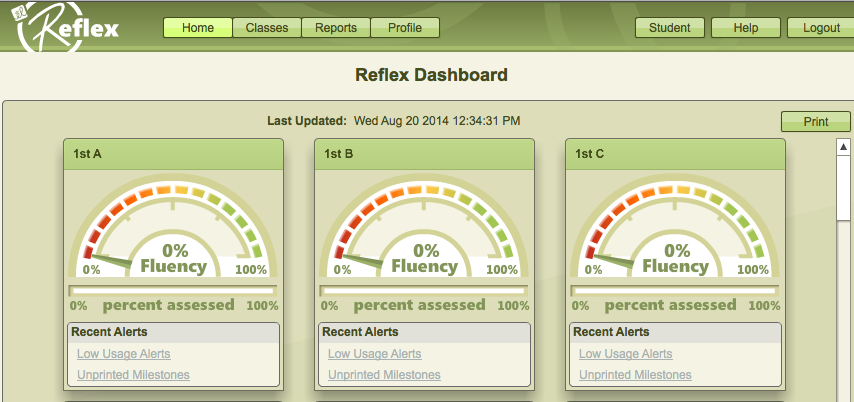 Reflex
Home Classes Reports Profile Student Help Logout
Reflex Dashboard
Last Updated: Wed Aug 20 2014 12:34:31 PM
Print
1st A
0%
Fluency
0% 100%
0% percent assessed 100%
Recent Alerts
Low Usage Alerts
Unprinted Milestones
1st B
0%
Fluency
0% 100%
0% percent assessed 100%
Recent Alerts
Low Usage Alerts
Unprinted Milestones
1st C
0%
Fluency
0% 100%
0% percent assessed 100%
Recent Alerts
Low Usage Alerts
Unprinted Milestones